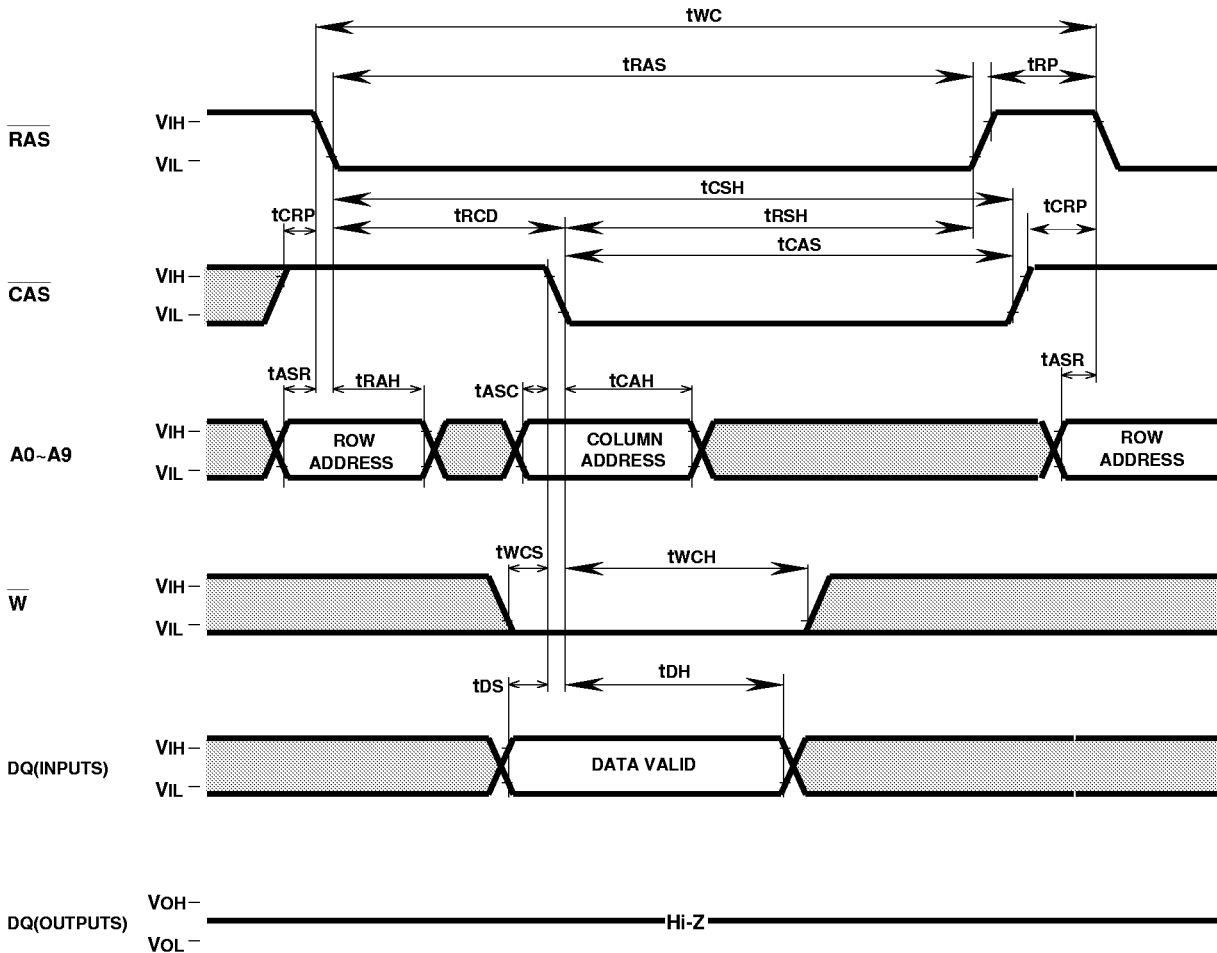 tWC
tRAS
tRP
RAS
VIH
VIL
tCSH
tCRP
tRCD
tRSH
tCRP
tCAS
CAS
VIH
VIL
tASR
tRAH
tASC
tCAH
tASR
A0~A9
VIH
VIL
ROW
ADDRESS
COLUMN
ADDRESS
ROW
ADDRESS
tWCS
tWCH
W
VIH
VIL
tDS
tDH
DQ(INPUTS)
VIH
VIL
DATA VALID
DQ(OUTPUTS)
VOH
VOL
Hi-Z